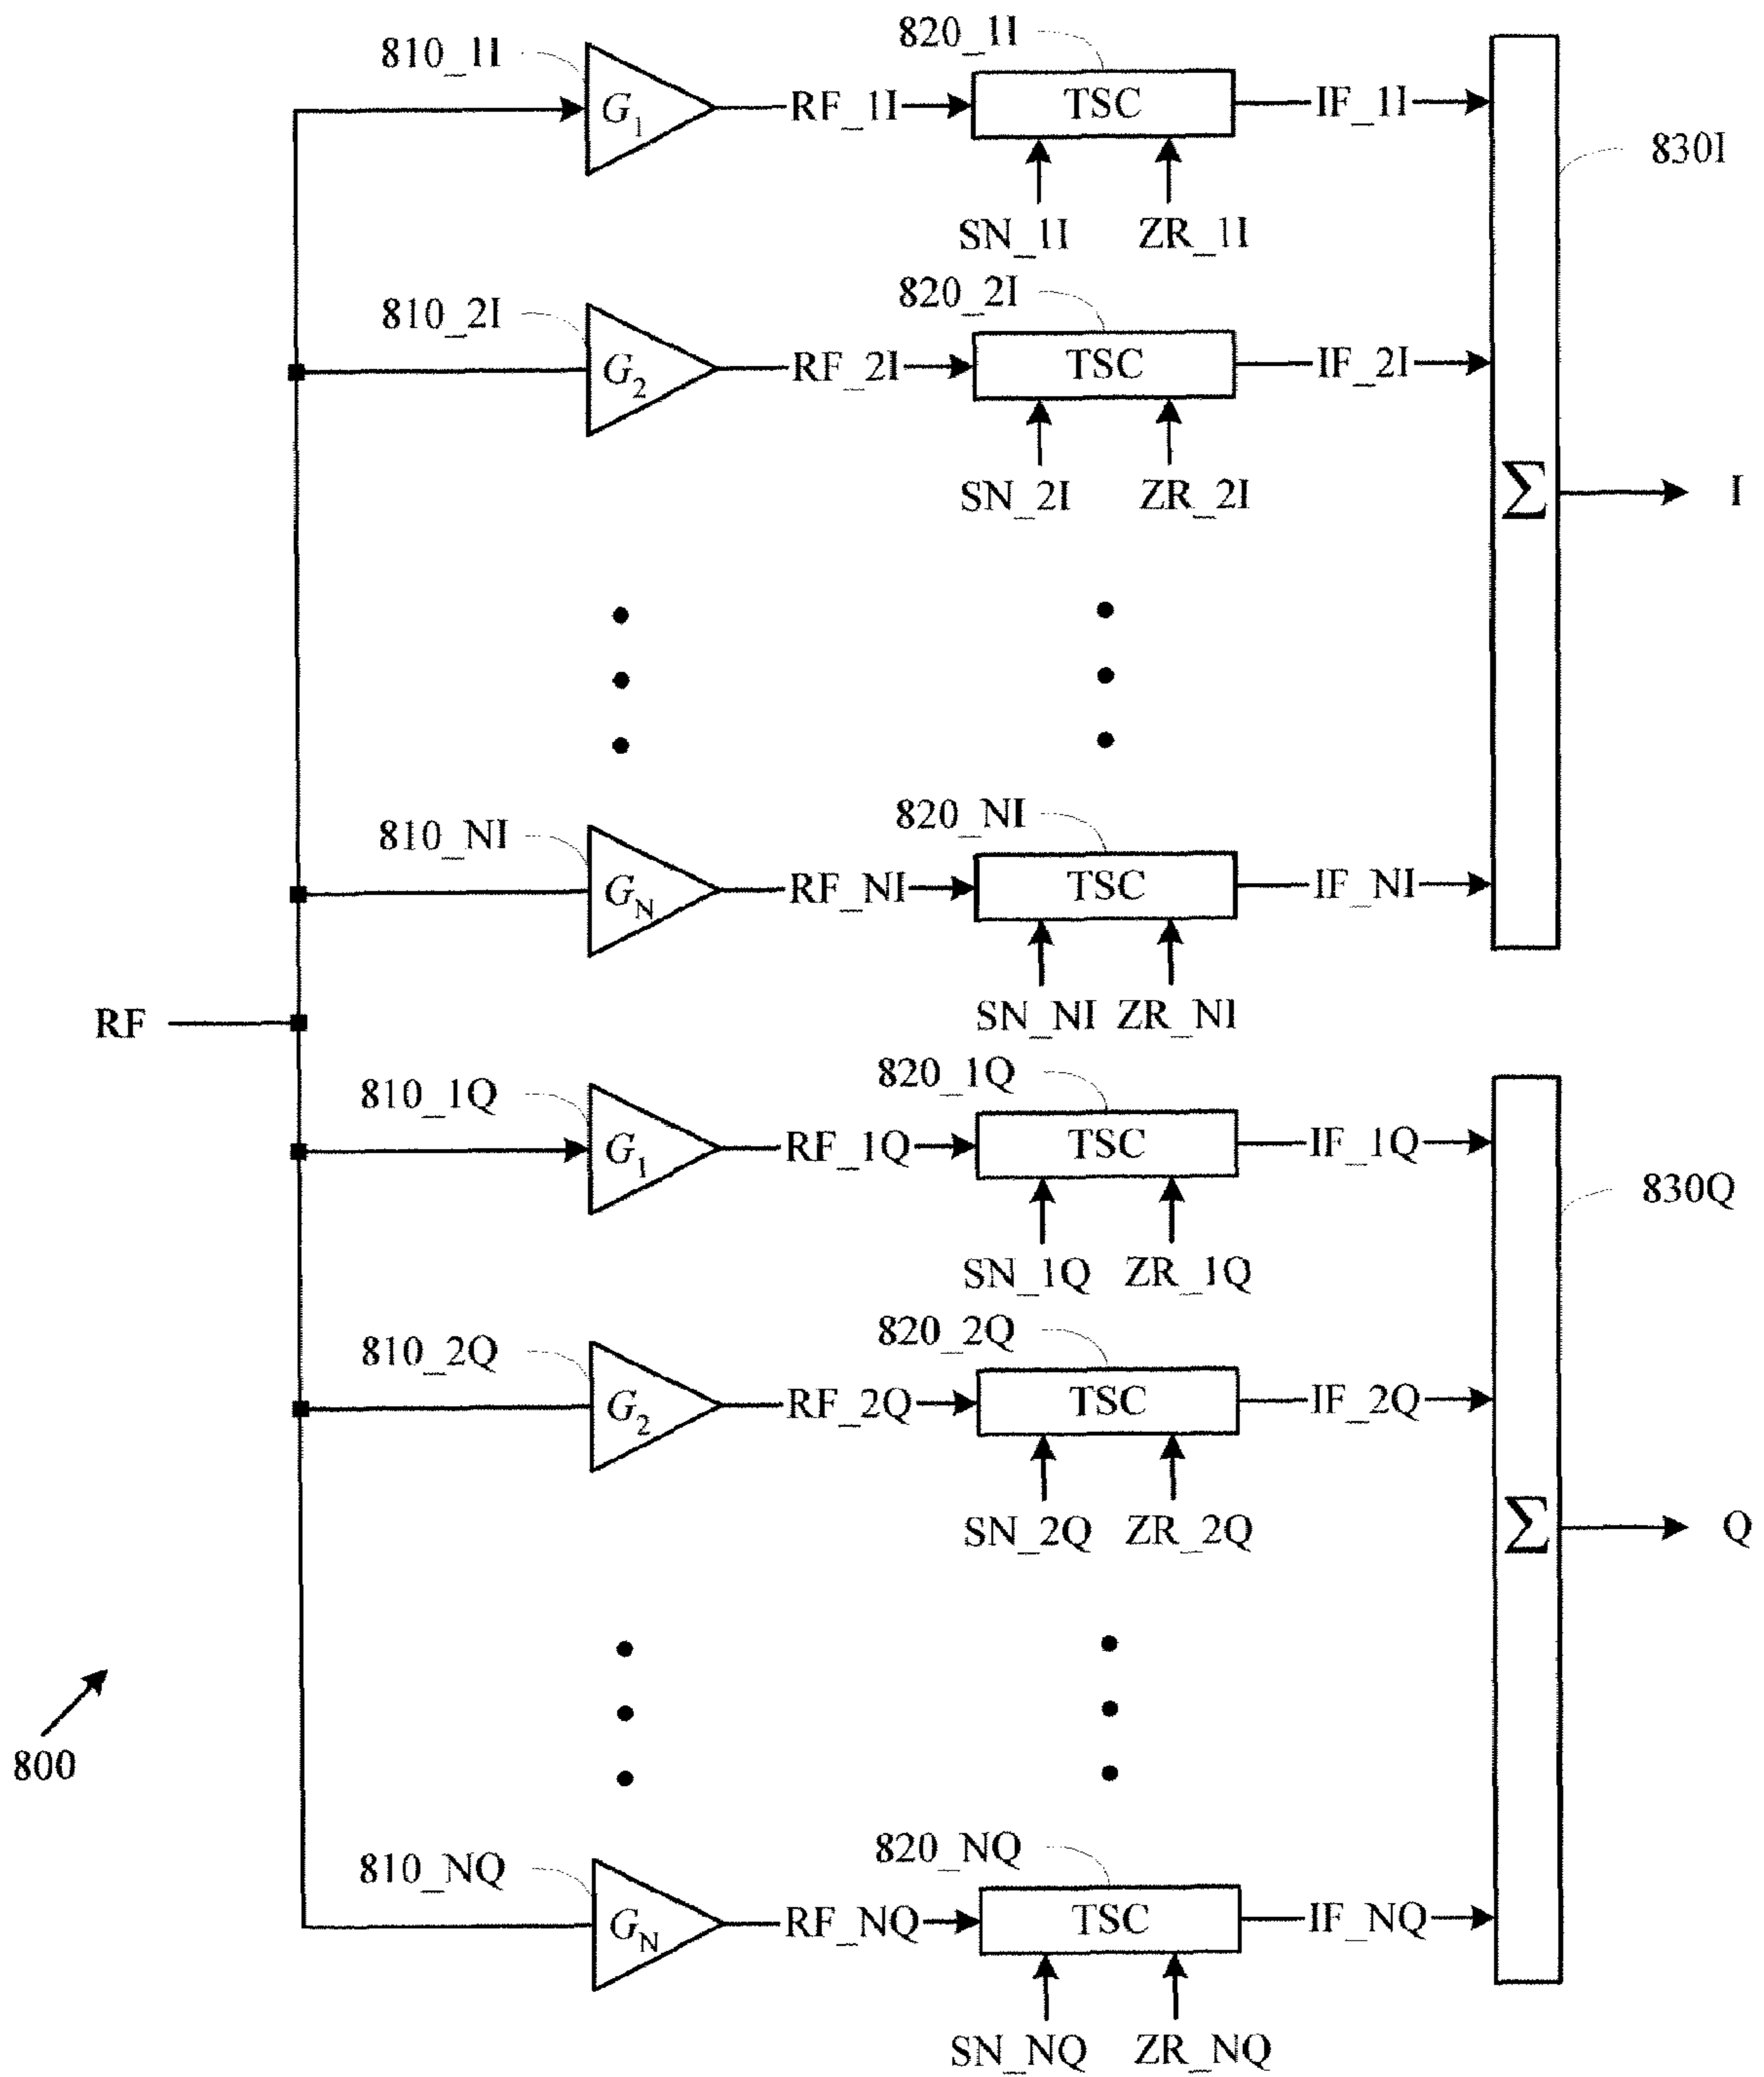 810_1I
820_1I
G1
RF_1I
TSC
IF_1I
830I
SN_1I
ZR_1I
810_2I
820_2I
G2
RF_2I
TSC
IF_2I
SN_2I
ZR_2I
Σ
I
810_NI
820_NI
GN
RF_NI
TSC
IF_NI
SN_NI
ZR_NI
RF
810_1Q
820_1Q
G1
RF_1Q
TSC
IF_1Q
830Q
SN_1Q
ZR_1Q
810_2Q
820_2Q
G2
RF_2Q
TSC
IF_2Q
SN_2Q
ZR_2Q
Σ
Q
800
810_NQ
820_NQ
GN
RF_NQ
TSC
IF_NQ
SN_NQ
ZR_NQ